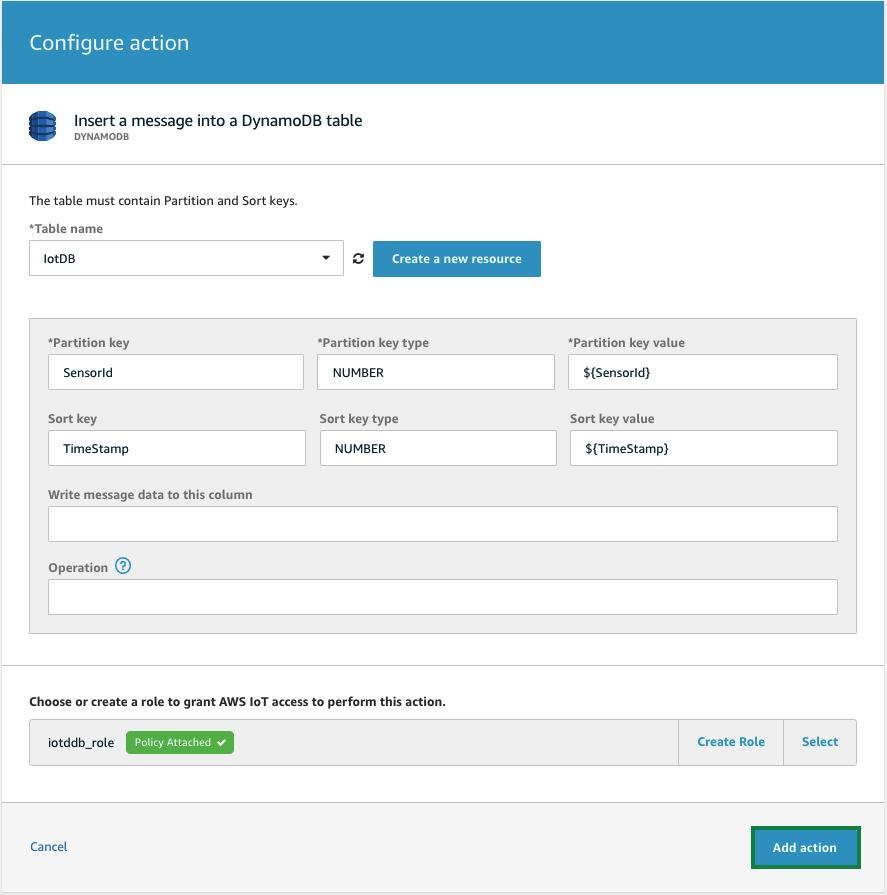 Configure action
Insert a message into a DynamoDB table
DYNAMODB
The table must contain Partition and Sort keys.
*Table name
IotDB
Create a new resource
*Partition key *Partition key type *Partition key value
SensorId NUMBER ${SensorId}
Sort key Sort key type Sort key value
TimeStamp NUMBER ${TimeStamp}
Write message data to this column
Operation ?
Choose or create a role to grant AWS IoT access to perform this action.
iotddb_role Policy Attached ✓ Create Role Select
Cancel Add action